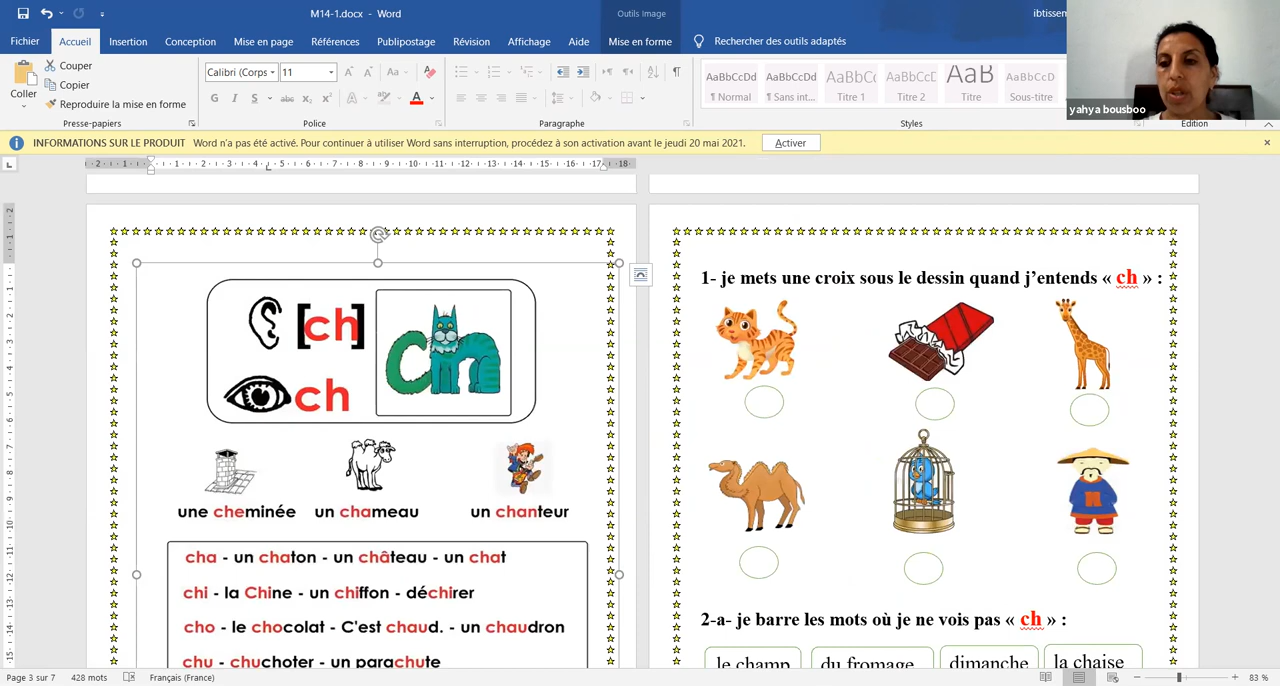 M14-1.docx - Word
Outils Image
ibtissem
Fichier Accueil Insertion Conception Mise en page Références Publipostage Révision Affichage Aide Mise en forme Rechercher des outils adaptés
Coller
Couper
Copier
Reproduire la mise en forme
Presse-papiers
Calibri (Corps 11
Police
Paragraphe
AaBbCcDd AaBbCcDd AaBbCc AaBbCcD AaB AaBbCcD
¶ Normal ¶ Sans int... Titre 1 Titre 2 Titre Sous-titre
Styles
Édition
yahya bousboo
INFORMATIONS SUR LE PRODUIT Word n'a pas été activé. Pour continuer à utiliser Word sans interruption, procédez à son activation avant le jeudi 20 mai 2021. Activer
[ch]
ch
ch
une cheminée un chameau un chanteur
cha - un chaton - un château - un chat
chi - la Chine - un chiffon - déchirer
cho - le chocolat - C'est chaud. - un chaudron
chu - chuchoter - un parachute
1- je mets une croix sous le dessin quand j'entends « ch » :
M
2-a- je barre les mots où je ne vois pas « ch » :
le champ du fromage dimanche la chaise
Page 3 sur 7 428 mots Français (France) 83 %